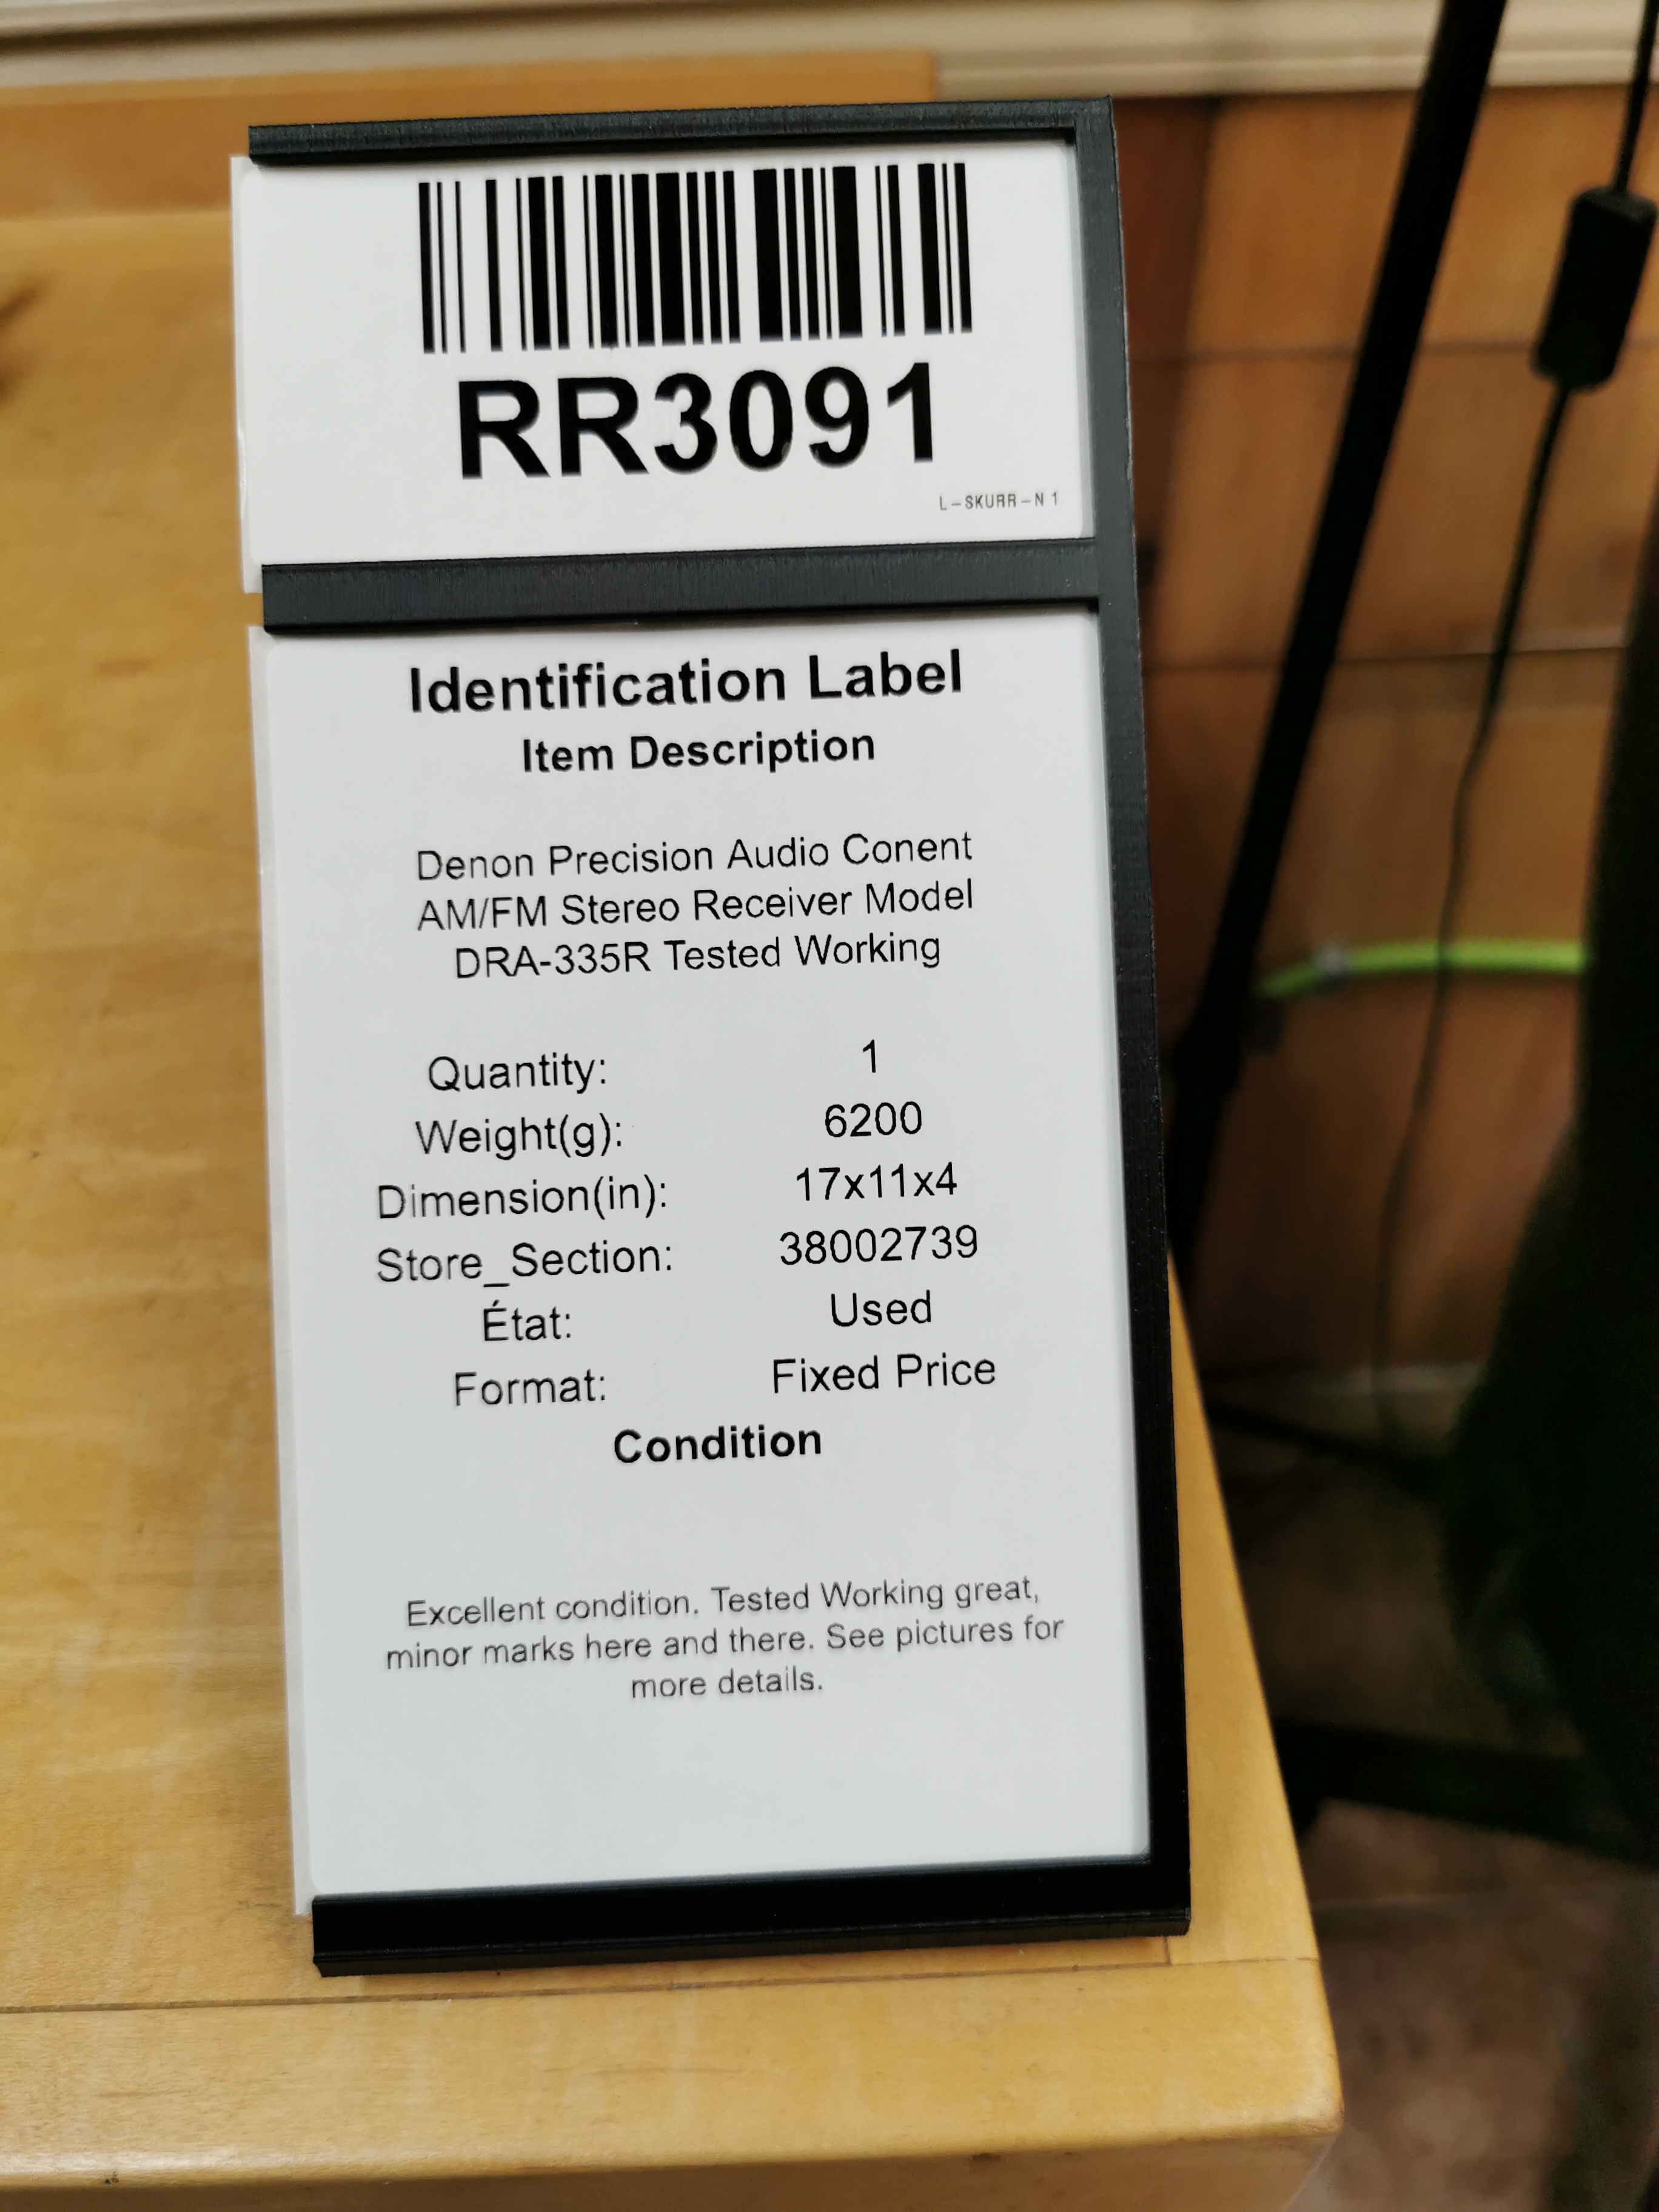 RR3091
L-SKURR-N 1
Identification Label
Item Description
Denon Precision Audio Conent
AM/FM Stereo Receiver Model
DRA-335R Tested Working
Quantity: 1
Weight(g): 6200
Dimension(in): 17x11x4
Store_Section: 38002739
État: Used
Format: Fixed Price
Condition
Excellent condition. Tested Working great,
minor marks here and there. See pictures for
more details.